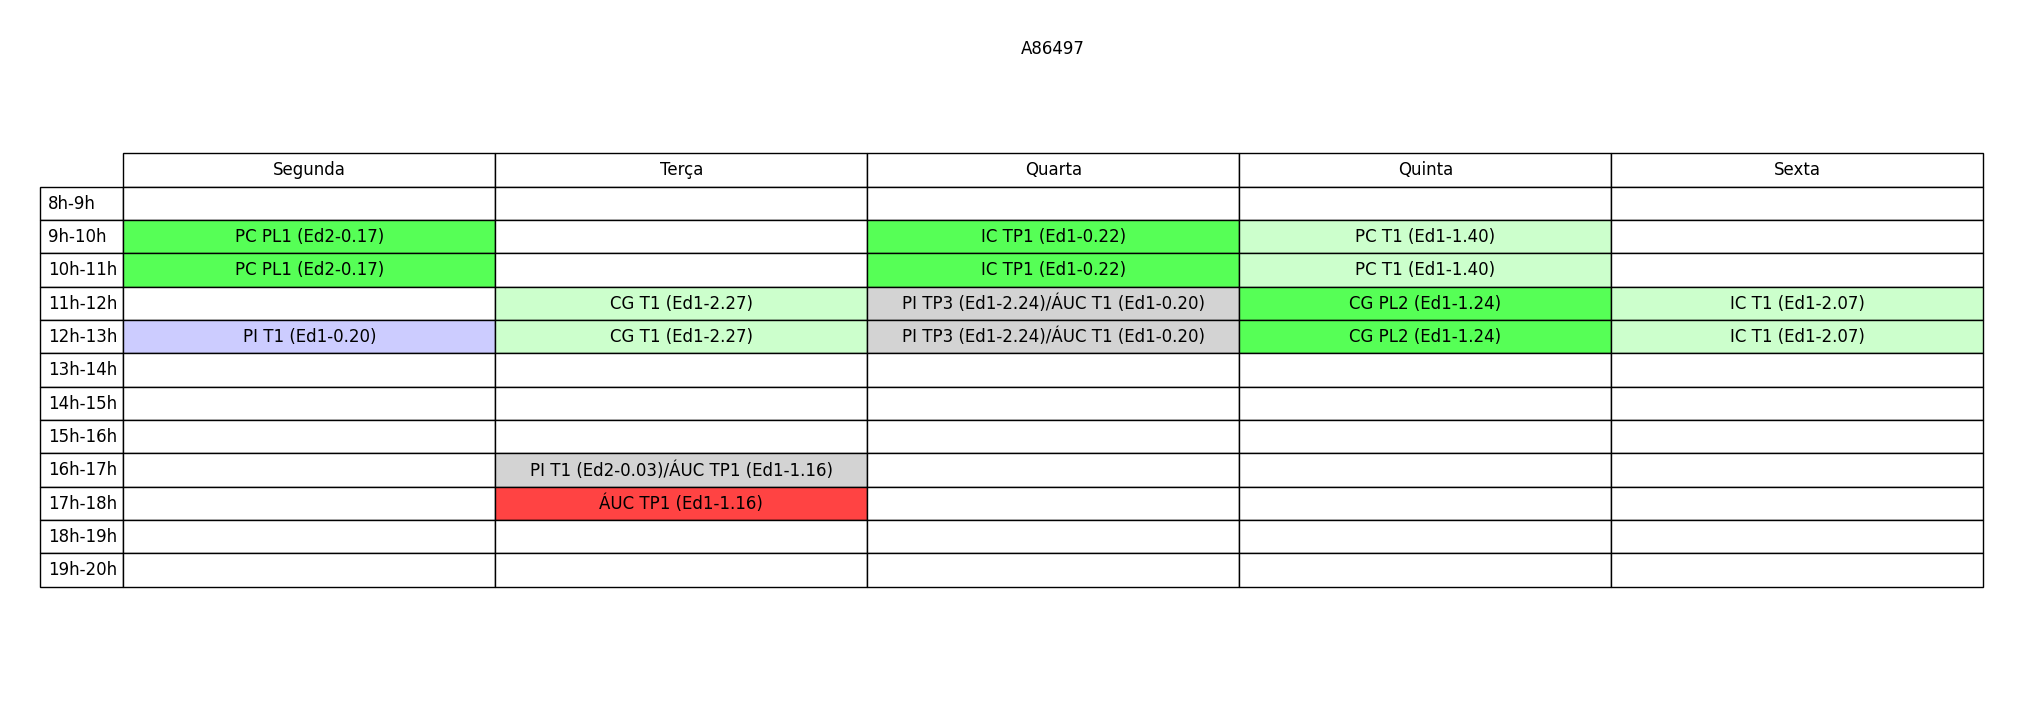 A86497
Segunda Terça Quarta Quinta Sexta
8h-9h
9h-10h PC PL1 (Ed2-0.17) IC TP1 (Ed1-0.22) PC T1 (Ed1-1.40)
10h-11h PC PL1 (Ed2-0.17) IC TP1 (Ed1-0.22) PC T1 (Ed1-1.40)
11h-12h CG T1 (Ed1-2.27) PI TP3 (Ed1-2.24)/ÁUC T1 (Ed1-0.20) CG PL2 (Ed1-1.24) IC T1 (Ed1-2.07)
12h-13h PI T1 (Ed1-0.20) CG T1 (Ed1-2.27) PI TP3 (Ed1-2.24)/ÁUC T1 (Ed1-0.20) CG PL2 (Ed1-1.24) IC T1 (Ed1-2.07)
13h-14h
14h-15h
15h-16h
16h-17h PI T1 (Ed2-0.03)/ÁUC TP1 (Ed1-1.16)
17h-18h ÁUC TP1 (Ed1-1.16)
18h-19h
19h-20h